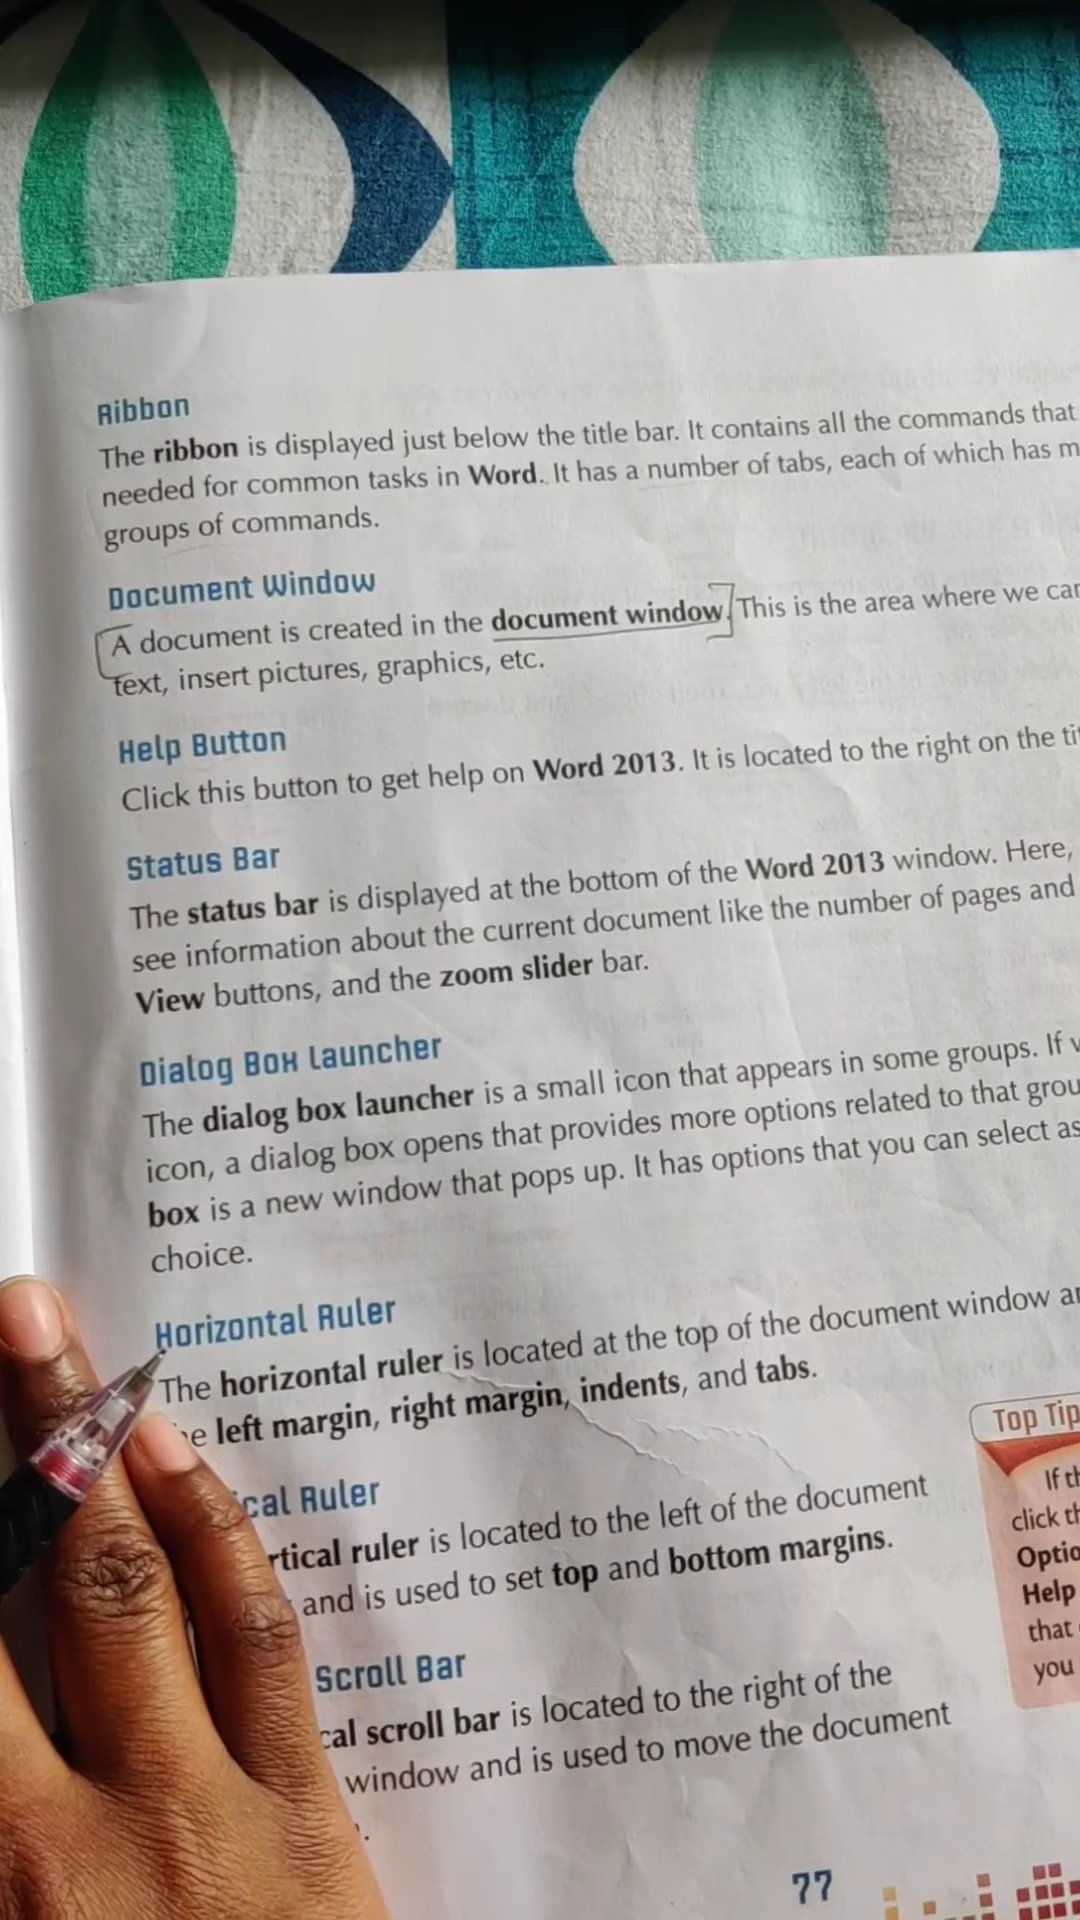 Ribbon
The ribbon is displayed just below the title bar. It contains all the commands that
needed for common tasks in Word. It has a number of tabs, each of which has
groups of commands.
Document Window
A document is created in the document window. This is the area where we
text, insert pictures, graphics, etc.
Help Button
Click this button to get help on Word 2013. It is located to the right on the
Status Bar
The status bar is displayed at the bottom of the Word 2013 window. Here,
see information about the current document like the number of pages and
View buttons, and the zoom slider bar.
Dialog Box Launcher
The dialog box launcher is a small icon that appears in some groups. If
icon, a dialog box opens that provides more options related to that
box is a new window that pops up. It has options that you can select as
choice.
Horizontal Ruler
The horizontal ruler is located at the top of the document window
left margin, right margin, indents, and tabs.
Ruler
ruler is located to the left of the document
and is used to set top and bottom margins.
Scroll Bar
scroll bar is located to the right of the
window and is used to move the document
Top Tip
If
click
Help
that
you
77